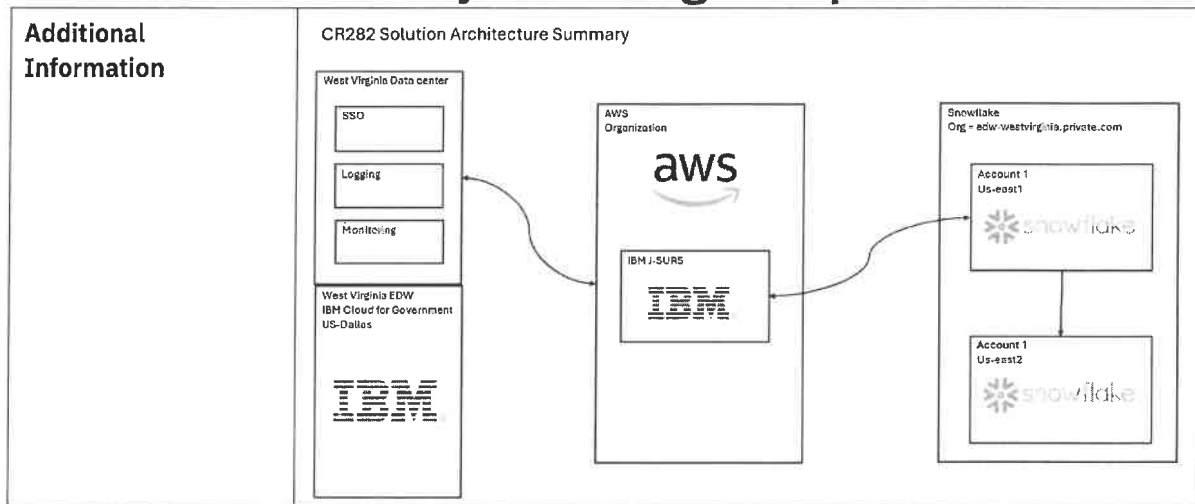 Additional
Information
CR282 Solution Architecture Summary
West Virginia Data center
SSO
Logging
Monitoring
West Virginia EDW
IBM Cloud for Government
US-Dallas
IBM
AWS
Organization
aws
IBM J-SURS
IBM
Snowflake
Org - edw-westvirginia.private.com
Account 1
Us-east1
snowflake
Account 1
Us-east2
snowflake